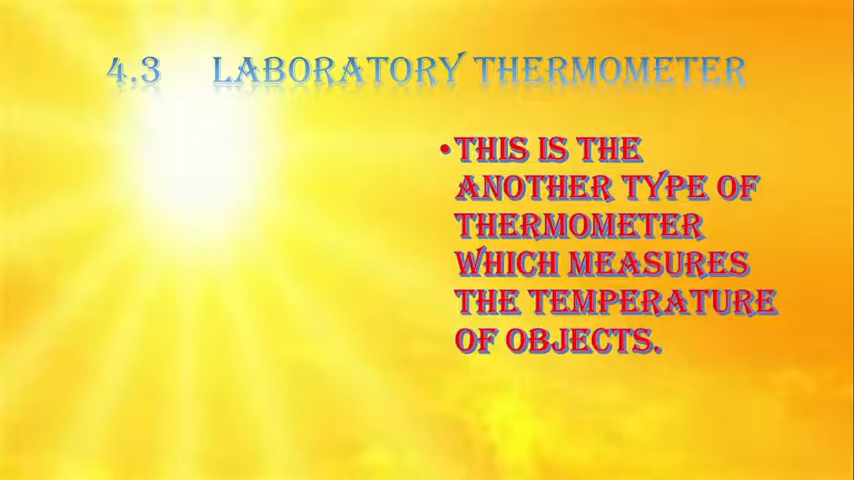 4.3 LABORATORY THERMOMETER
•THIS IS THE
ANOTHER TYPE OF
THERMOMETER
WHICH MEASURES
THE TEMPERATURE
OF OBJECTS.